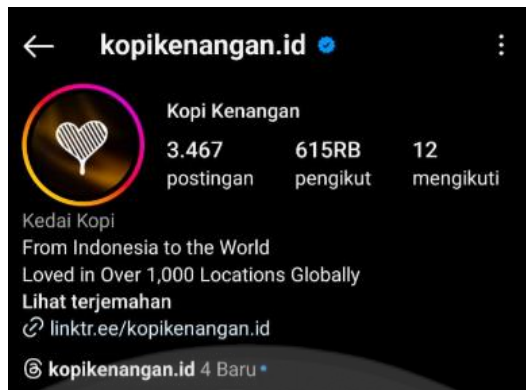 kopikenangan.id
Kopi Kenangan
3.467 615RB 12
postingan pengikut mengikuti
Kedai Kopi
From Indonesia to the World
Loved in Over 1,000 Locations Globally
Lihat terjemahan
linktr.ee/kopikenangan.id
kopikenangan.id 4 Baru